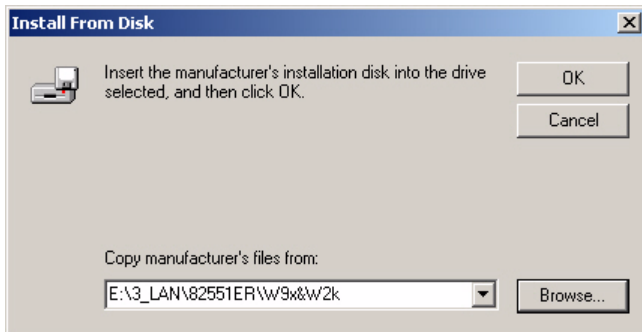 Install From Disk
Insert the manufacturer's installation disk into the drive
selected, and then click OK.
OK
Cancel
Copy manufacturer's files from:
E:\3_LAN\82551ER\W9x&W2k
Browse...